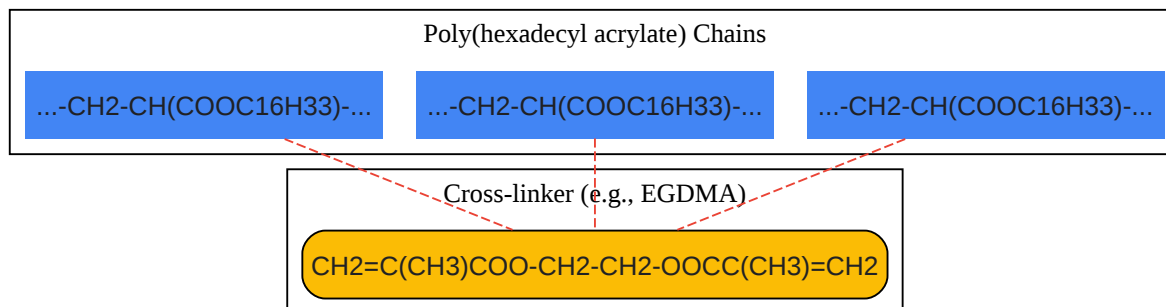 Poly(hexadecyl acrylate) Chains
...-CH2-CH(COOC16H33)-... ...-CH2-CH(COOC16H33)-... ...-CH2-CH(COOC16H33)-...
Cross-linker (e.g., EGDMA)
CH2=C(CH3)COO-CH2-CH2-OOCC(CH3)=CH2